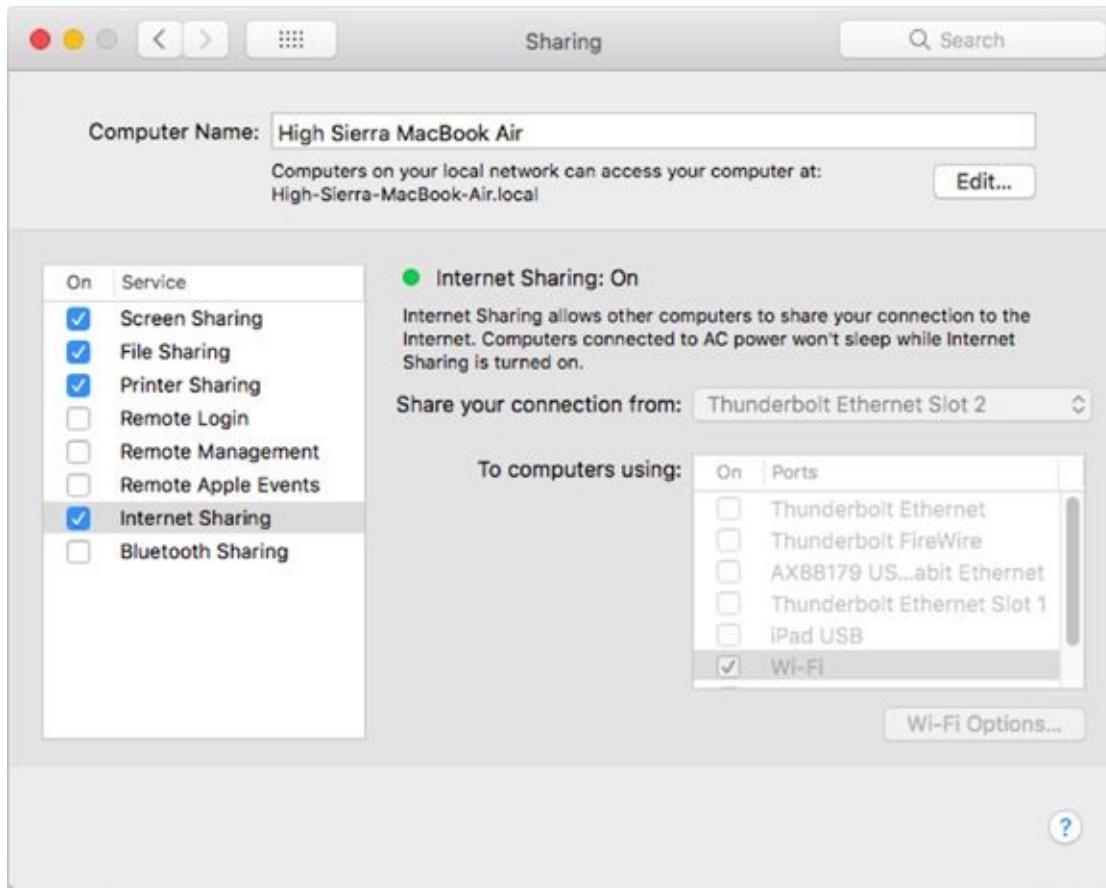 Sharing
Search
Computer Name: High Sierra MacBook Air
Computers on your local network can access your computer at:
High-Sierra-MacBook-Air.local
Edit...
On Service
Screen Sharing
File Sharing
Printer Sharing
Remote Login
Remote Management
Remote Apple Events
Internet Sharing
Bluetooth Sharing
Internet Sharing: On
Internet Sharing allows other computers to share your connection to the
Internet. Computers connected to AC power won't sleep while Internet
Sharing is turned on.
Share your connection from: Thunderbolt Ethernet Slot 2
To computers using:
On Ports
Thunderbolt Ethernet
Thunderbolt FireWire
AX88179 US...abit Ethernet
Thunderbolt Ethernet Slot 1
iPad USB
Wi-Fi
Wi-Fi Options...
?